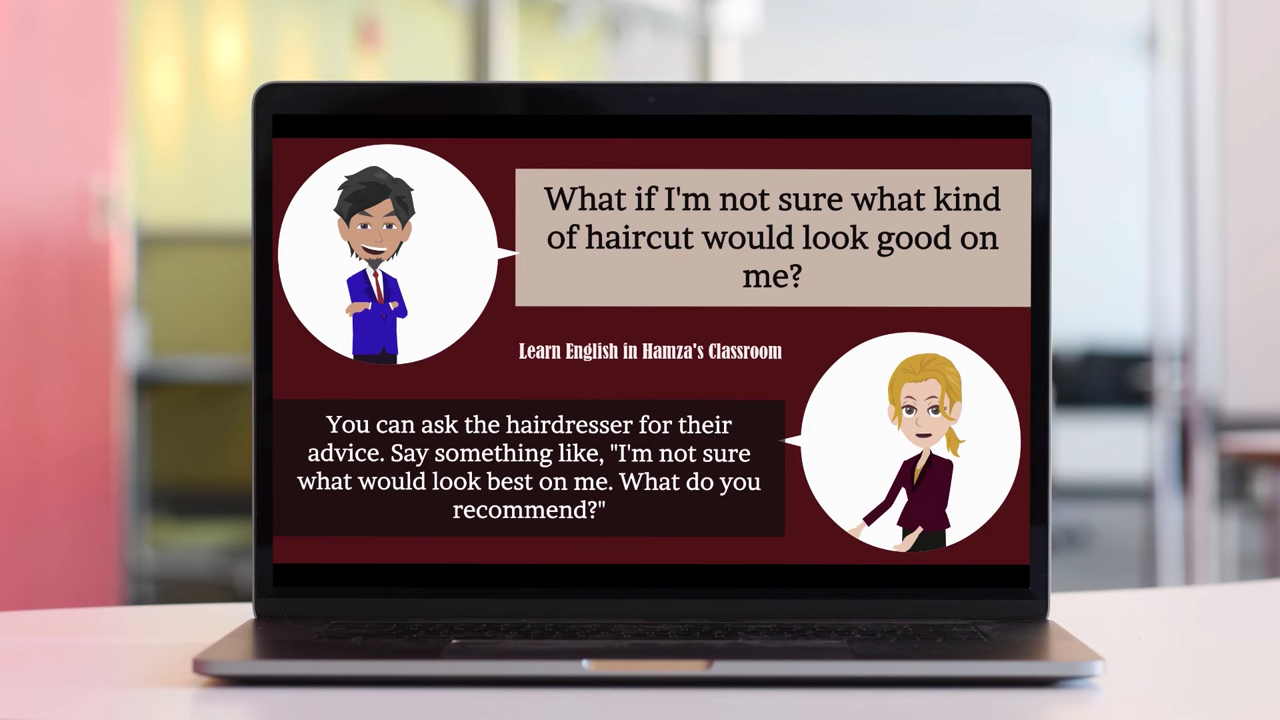 What if I'm not sure what kind
of haircut would look good on
me?
Learn English in Hamza's Classroom
You can ask the hairdresser for their
advice. Say something like, "I'm not sure
what would look best on me. What do you
recommend?"